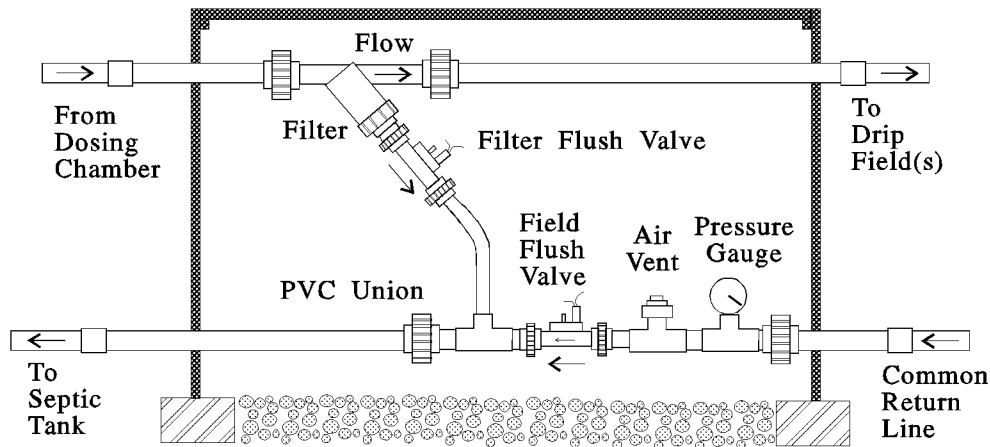 Flow
From
Dosing
Chamber
Filter
Filter Flush Valve
To
Drip
Field(s)
Field
Flush
Valve
Air
Vent
Pressure
Gauge
PVC Union
To
Septic
Tank
Common
Return
Line